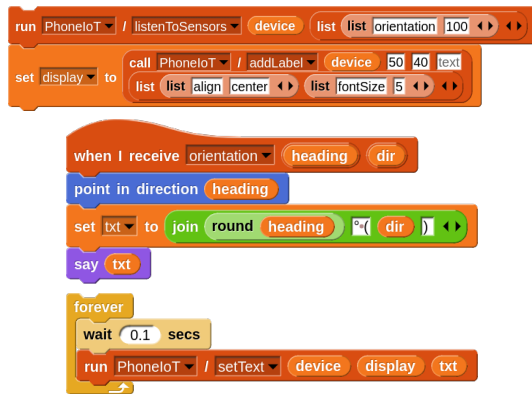 run PhoneIoT / listenToSensors device list list orientation 100
set display to call PhoneIoT / addLabel device 50 40 text
list list align center list fontSize 5
when I receive orientation heading dir
point in direction heading
set txt to join round heading °·( dir )
say txt
forever
wait 0.1 secs
run PhoneIoT / setText device display txt